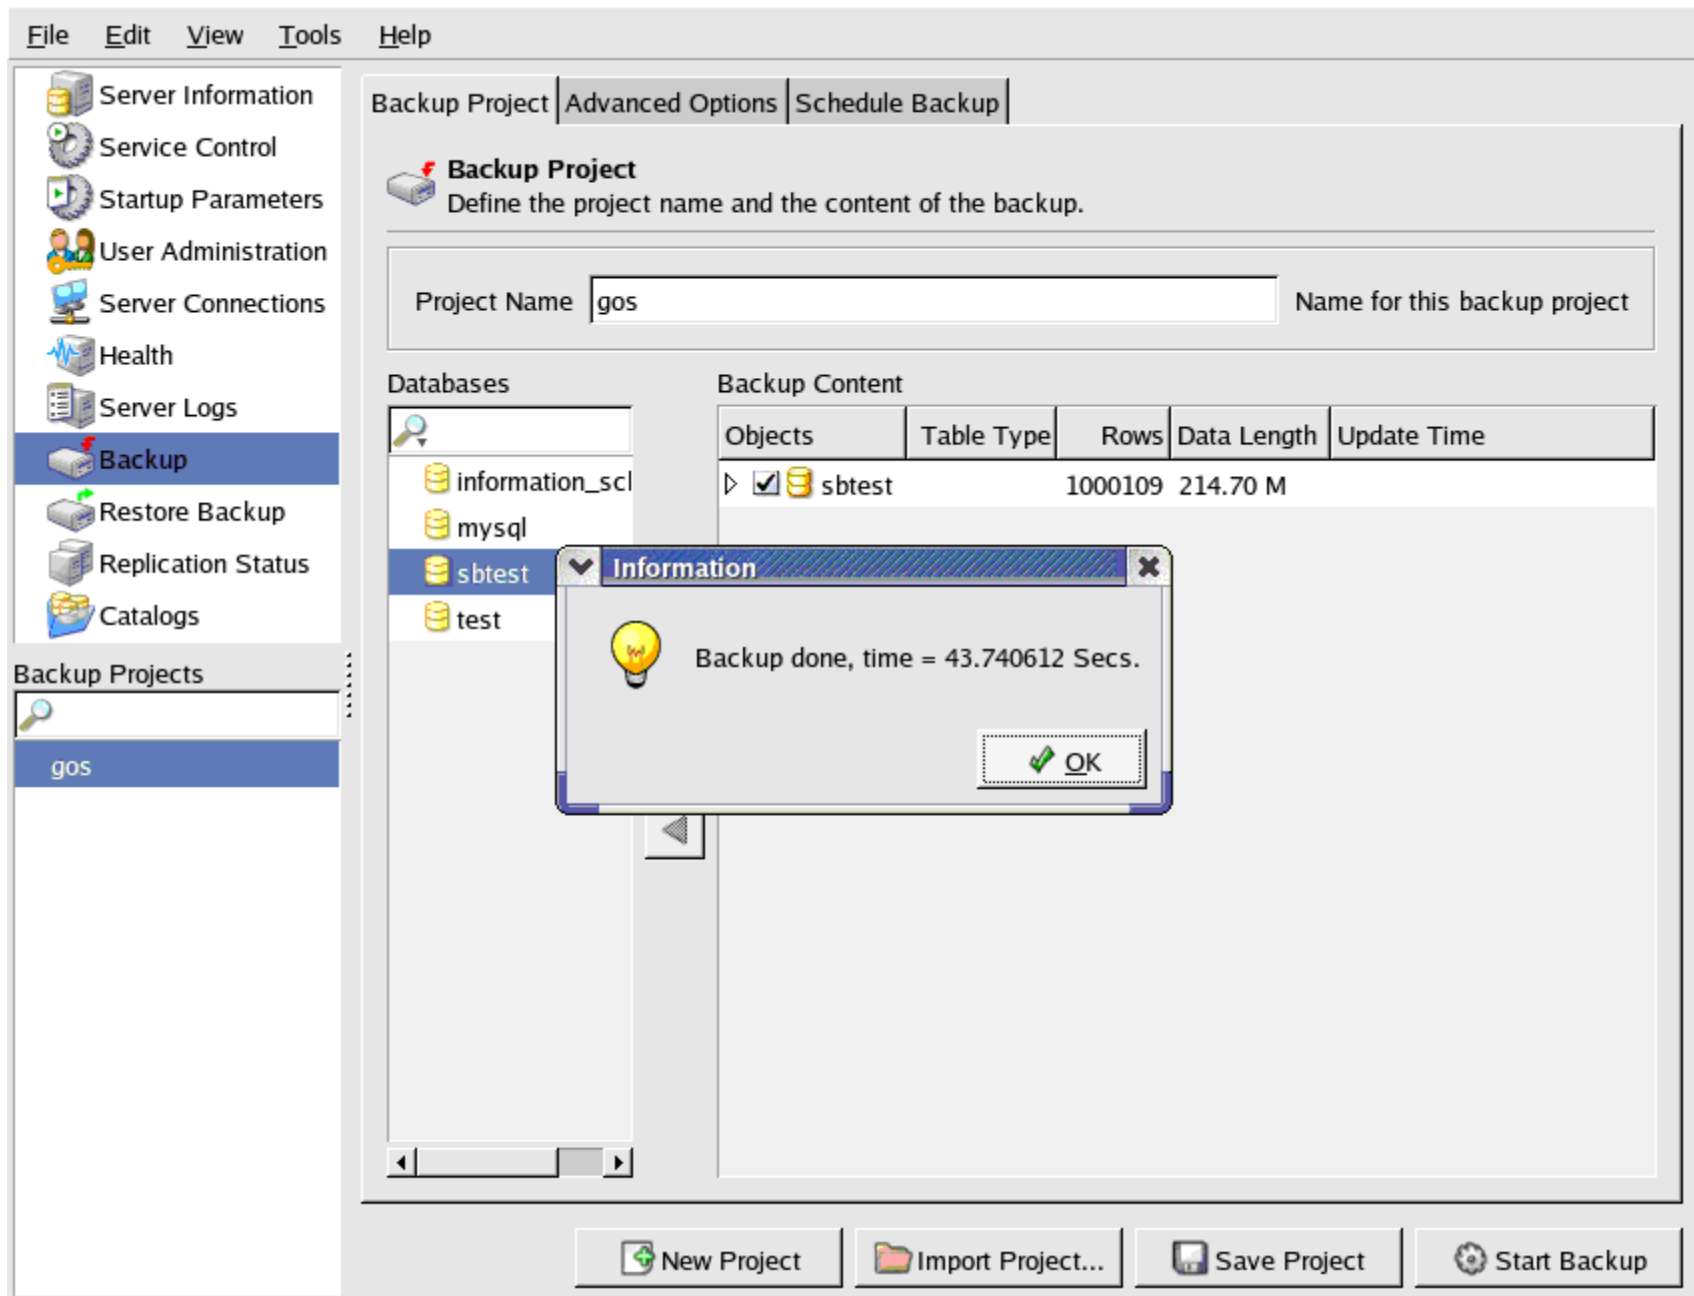 File Edit View Tools Help
Server Information
Service Control
Startup Parameters
User Administration
Server Connections
Health
Server Logs
Backup
Restore Backup
Replication Status
Catalogs
Backup Projects
gos
Backup Project Advanced Options Schedule Backup
Backup Project
Define the project name and the content of the backup.
Project Name gos Name for this backup project
Databases
information_scl
mysql
sbtest
test
Backup Content
Objects Table Type Rows Data Length Update Time
sbtest 1000109 214.70 M
Information
Backup done, time = 43.740612 Secs.
OK
New Project Import Project... Save Project Start Backup